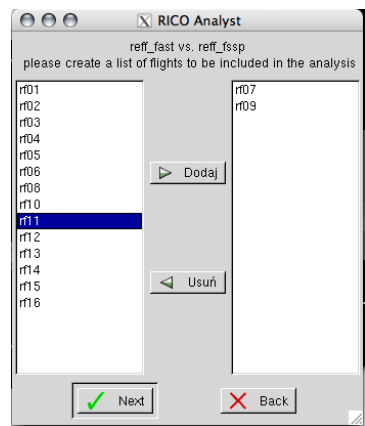 RICO Analyst
reff_fast vs. reff_fssp
please create a list of flights to be included in the analysis
rf01
rf02
rf03
rf04
rf05
rf06
rf08
rf10
rf11
rf12
rf13
rf14
rf15
rf16
Dodaj
Usuń
rf07
rf09
Next
Back